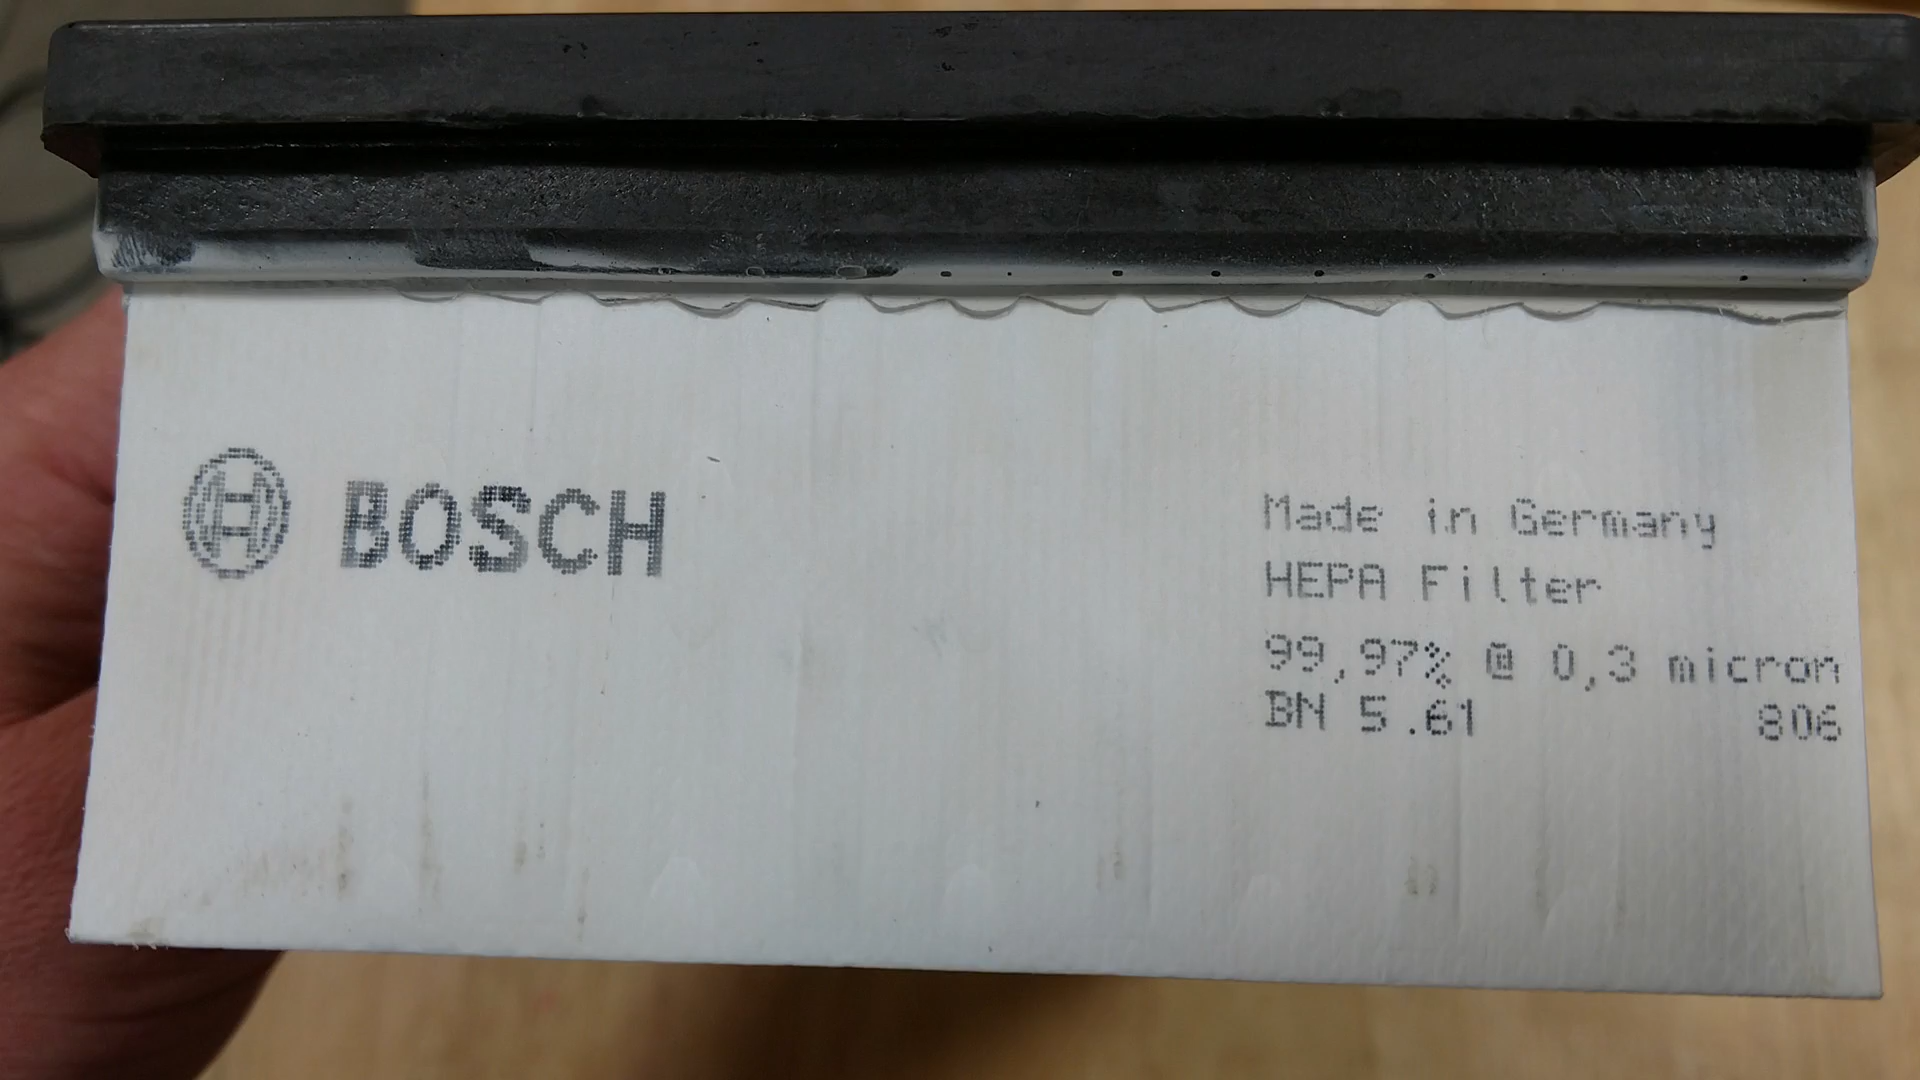 BOSCH
Made in Germany
HEPA Filter
99,97% @ 0,3 micron
BN 5.61 806